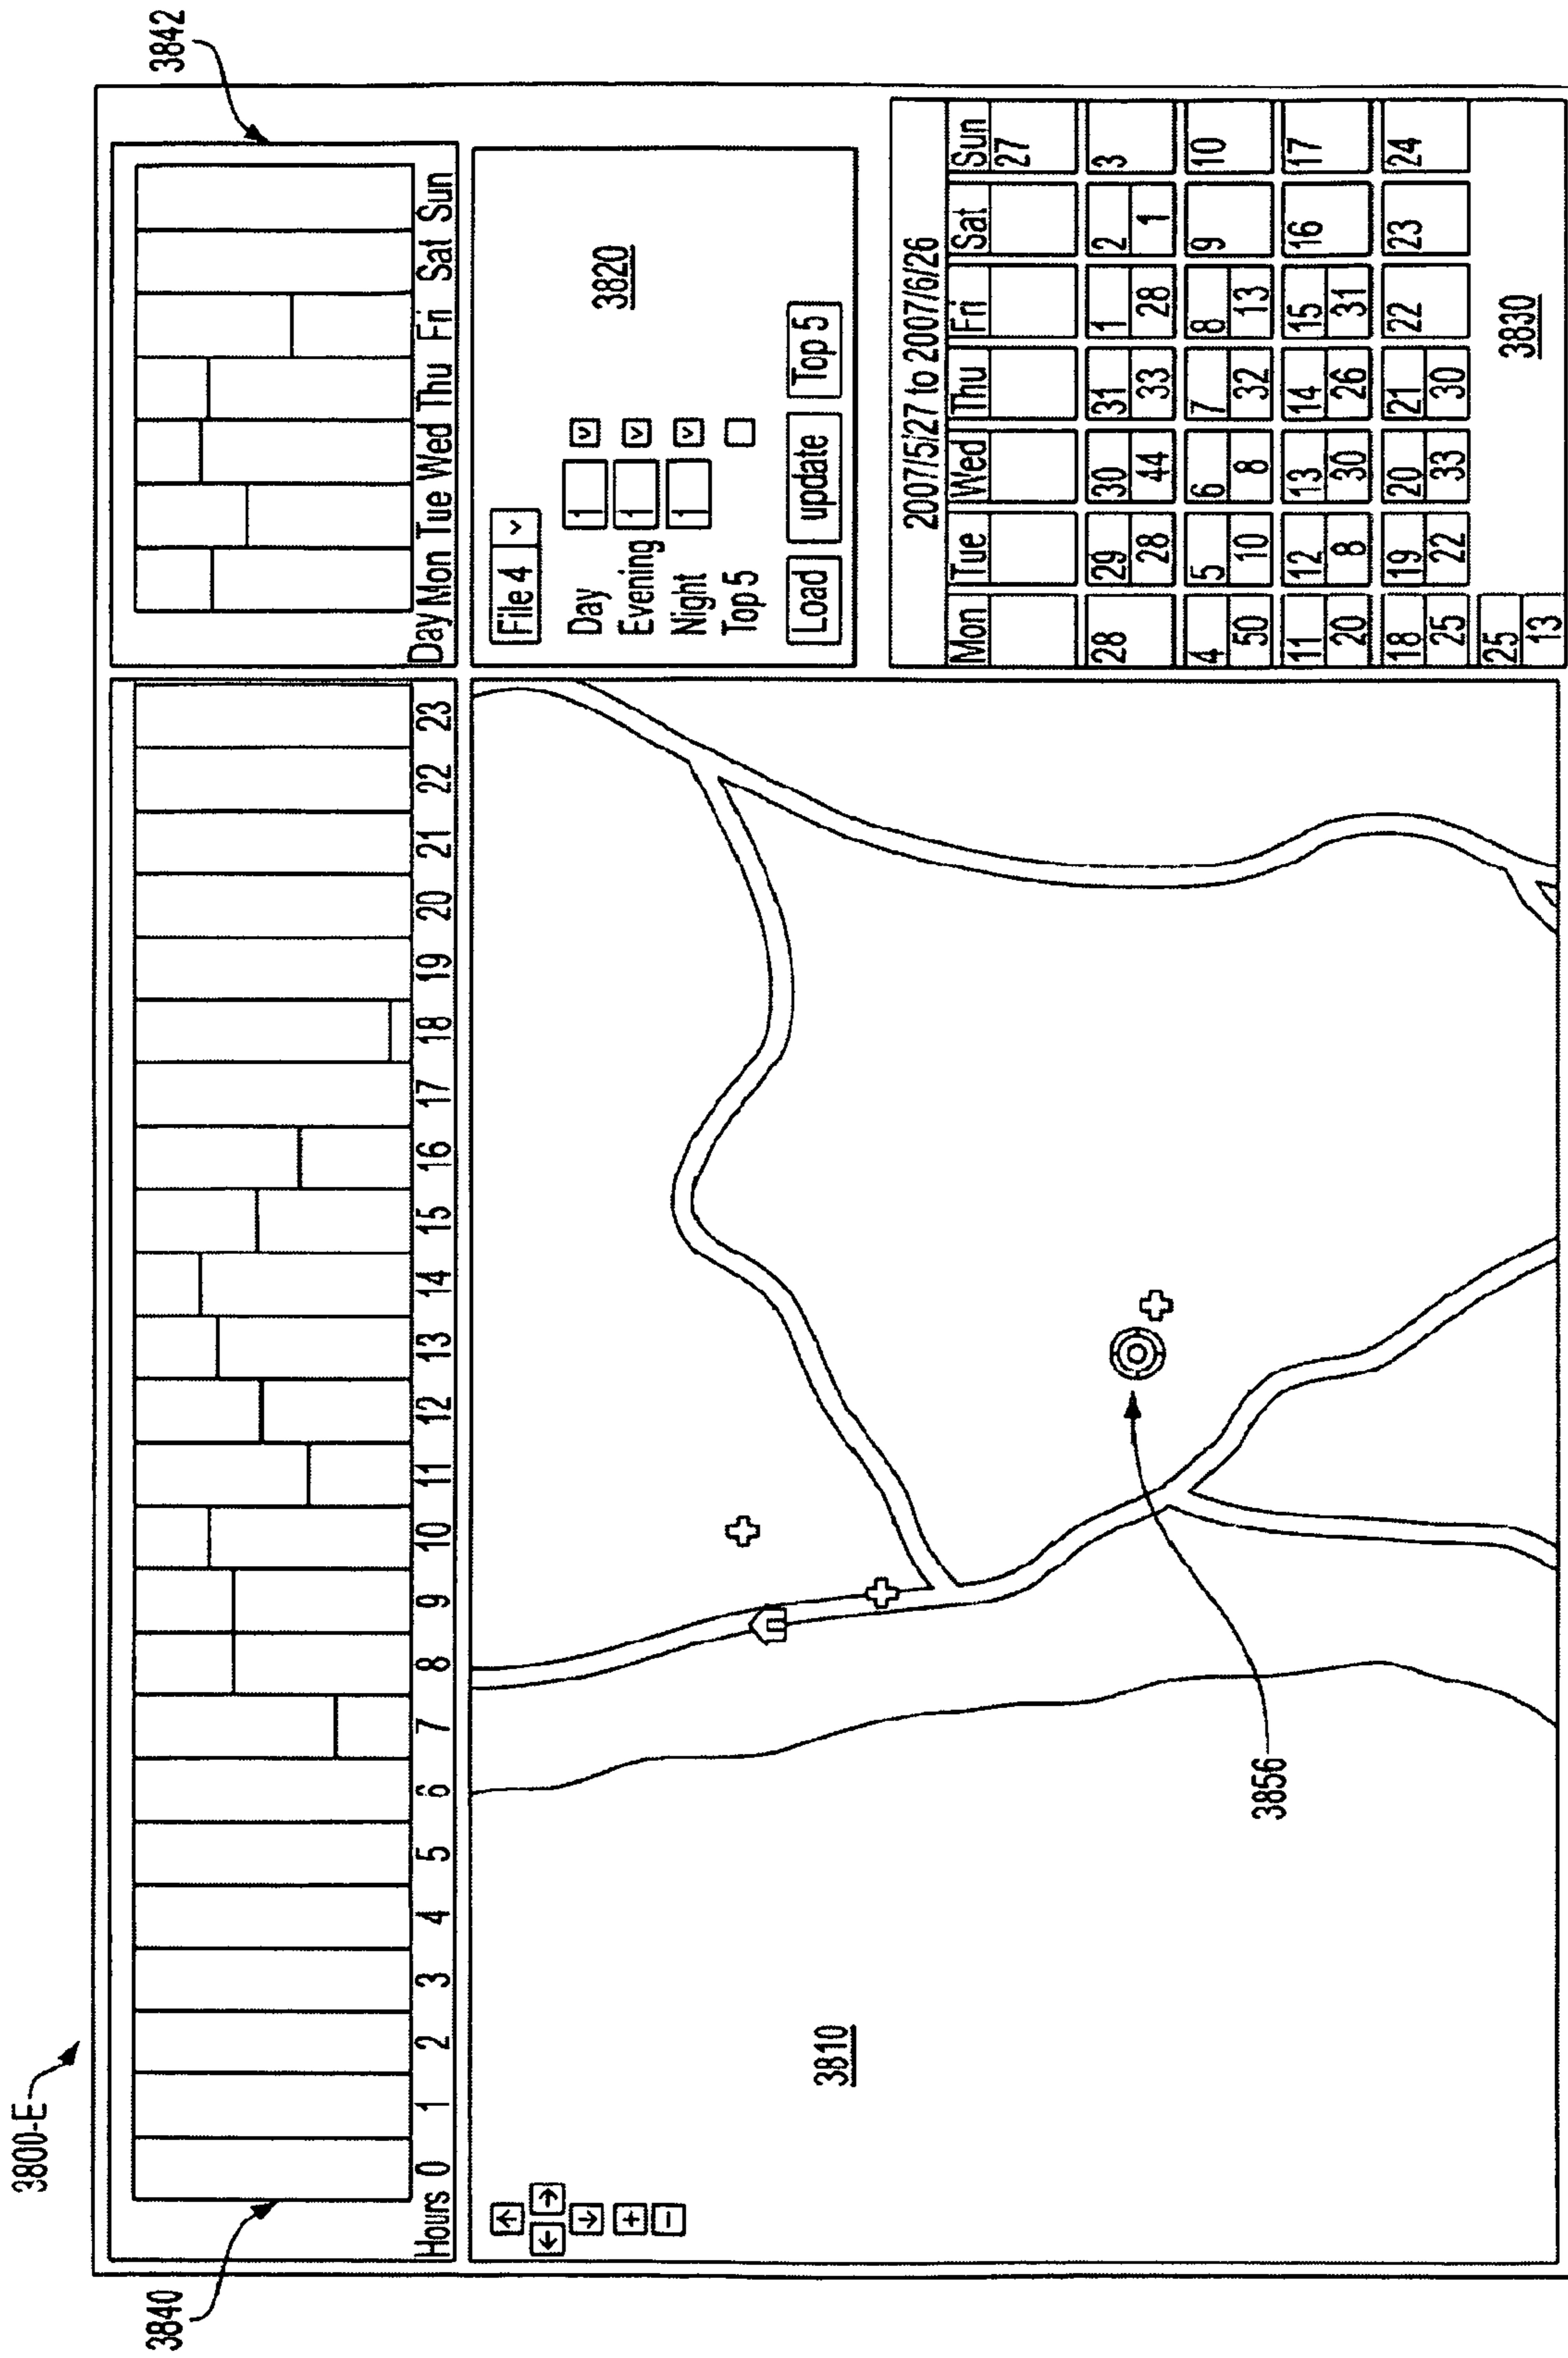 3800-E
3840
3842
Hours 0 1 2 3 4 5 6 7 8 9 10 11 12 13 14 15 16 17 18 19 20 21 22 23
Day Mon Tue Wed Thu Fri Sat Sun
3810
3856
File 4 v
Day 1 v
Evening 1 v
Night 1 v
Top 5
Load update Top 5
3820
2007/5/27 to 2007/6/26
Mon Tue Wed Thu Fri Sat Sun
27
28 29 30 31 1 2 3
28 44 33 28 1
4 5 6 7 8 9 10
50 10 8 32 13
11 12 13 14 15 16 17
20 8 30 26 31
18 19 20 21 22 23 24
25 22 33 30
25
13
3830